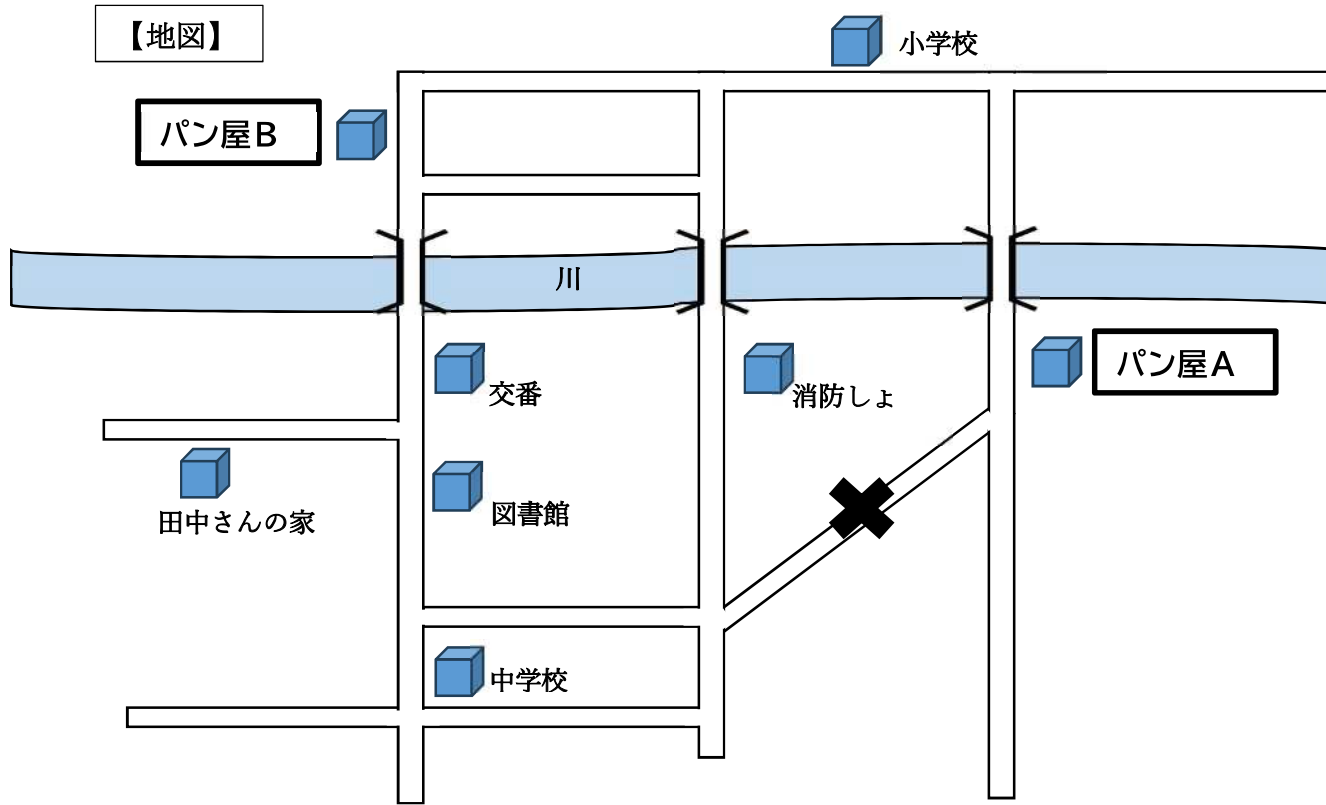 【地図】
小学校
パン屋B
川
パン屋A
交番
消防しょ
田中さんの家
図書館
中学校